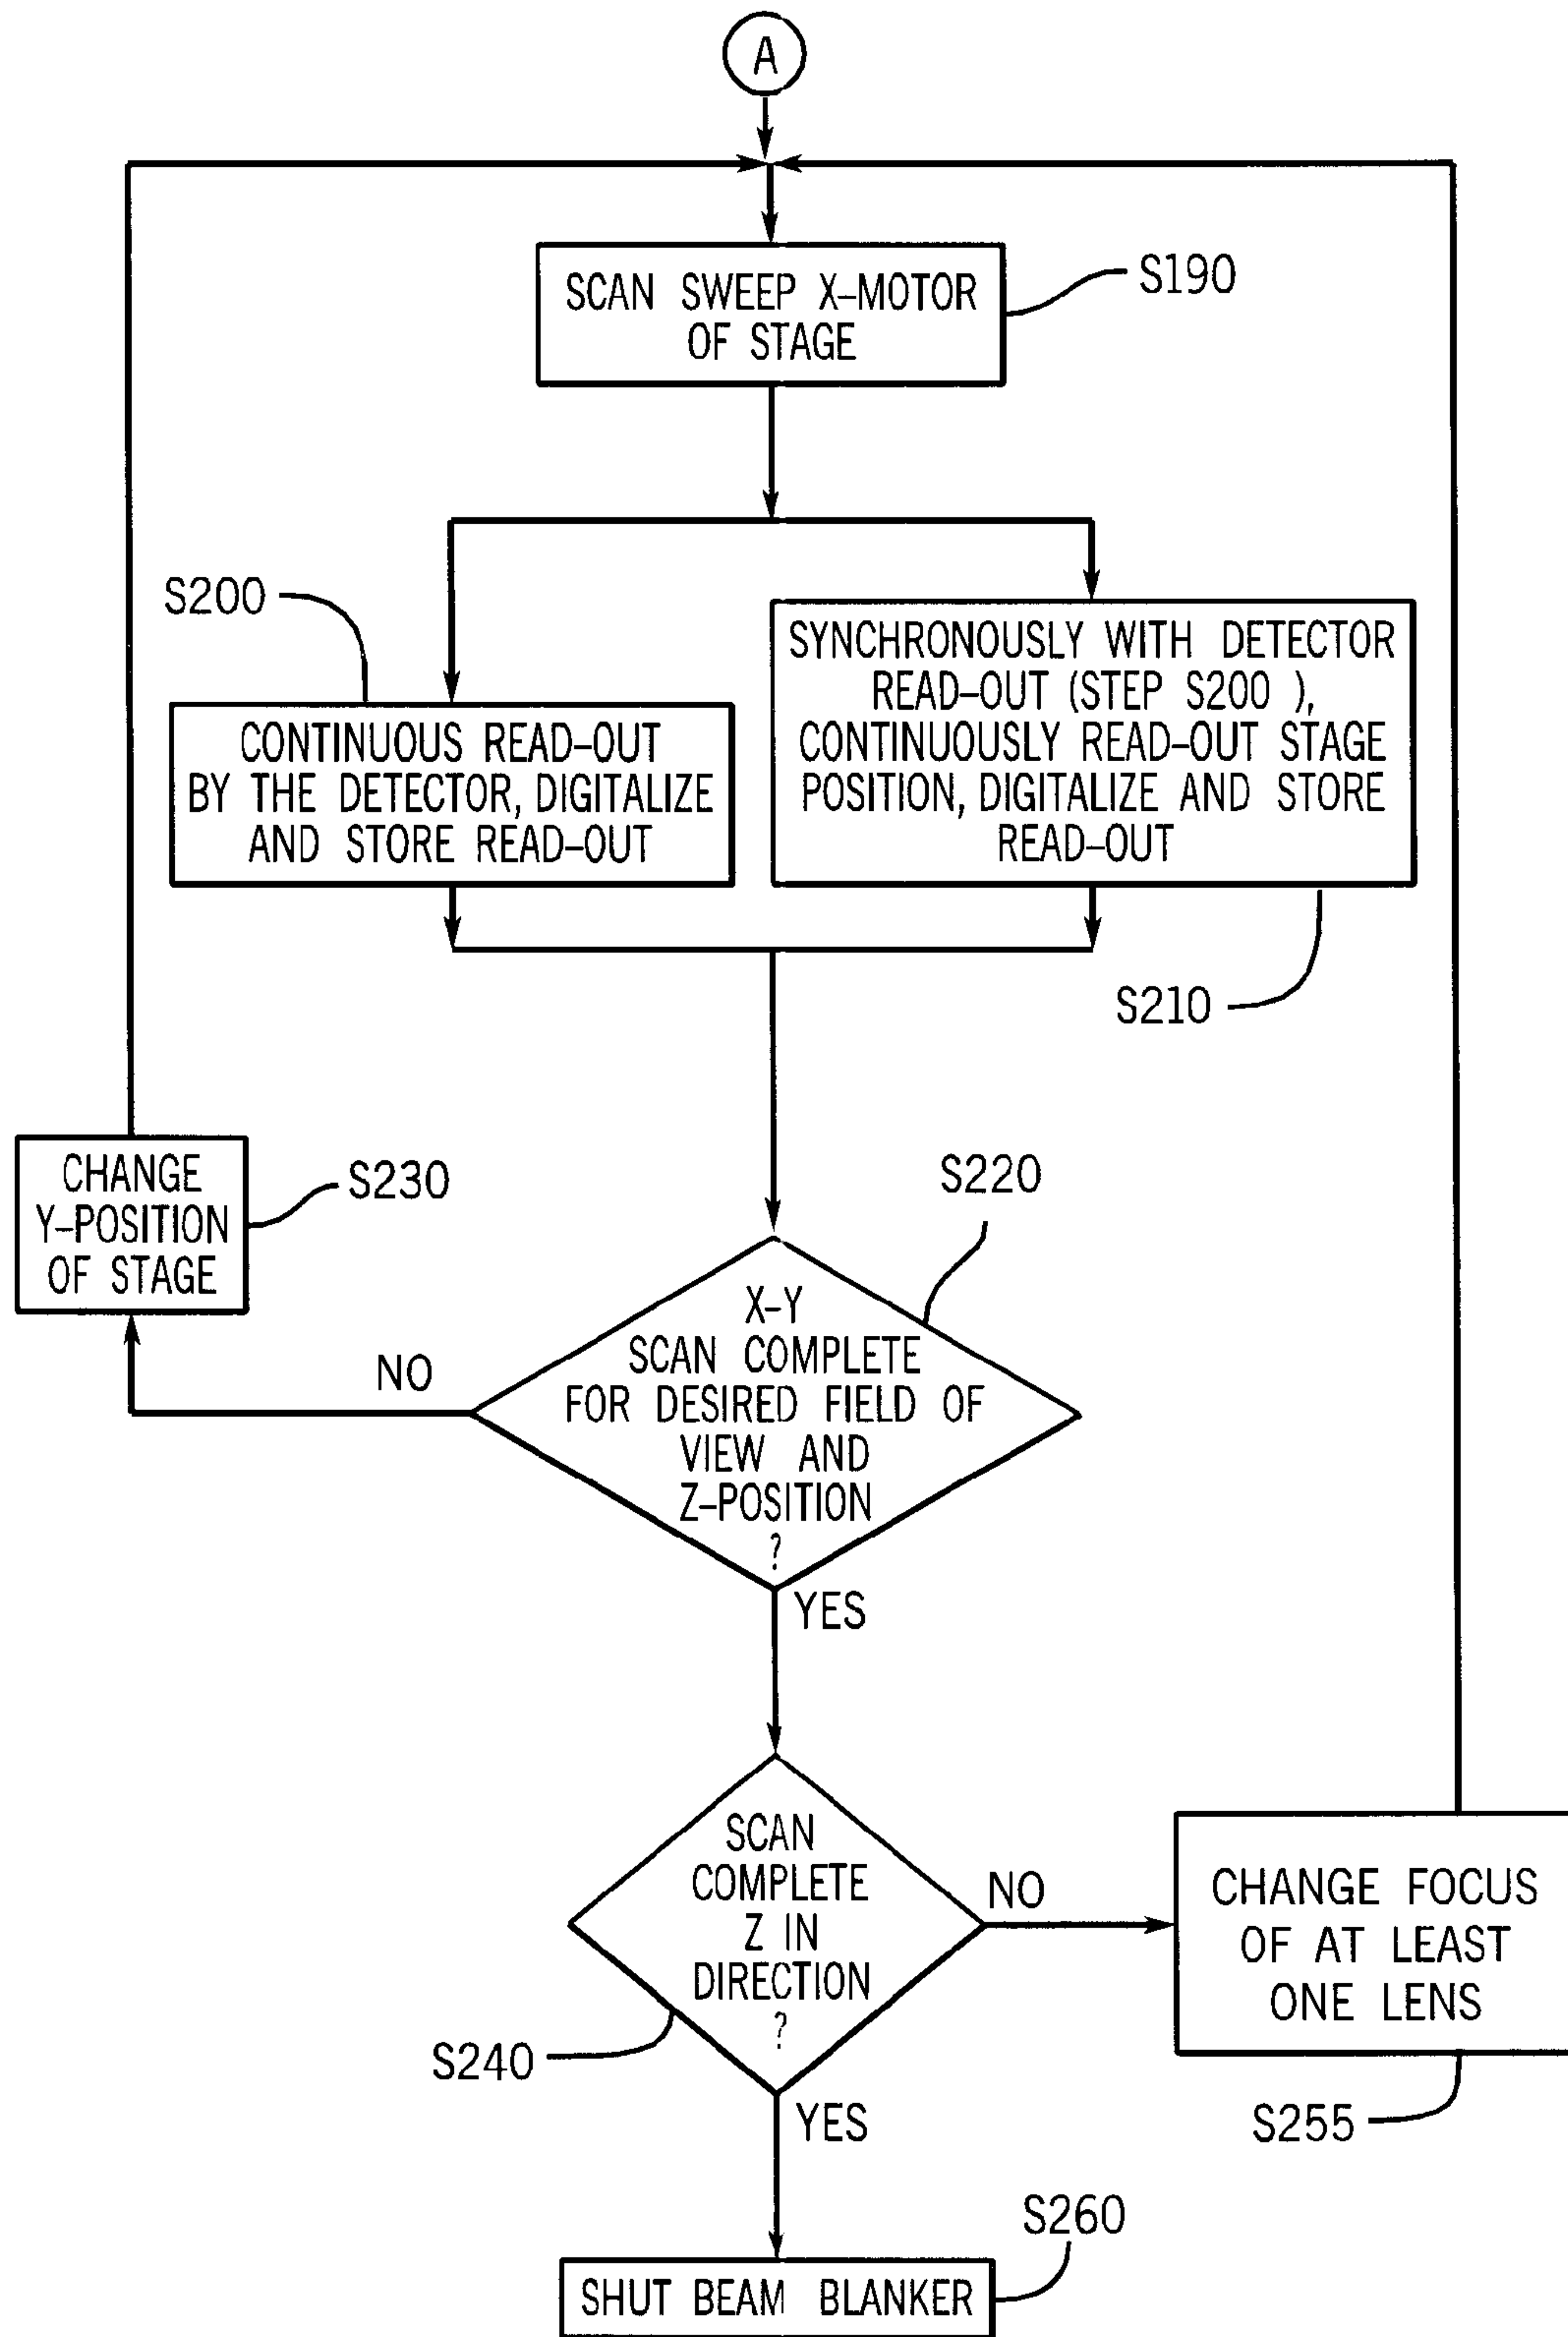 A
SCAN SWEEP X-MOTOR
OF STAGE
S190
S200
CONTINUOUS READ-OUT
BY THE DETECTOR, DIGITALIZE
AND STORE READ-OUT
SYNCHRONOUSLY WITH DETECTOR
READ-OUT (STEP S200 ),
CONTINUOUSLY READ-OUT STAGE
POSITION, DIGITALIZE AND STORE
READ-OUT
S210
CHANGE
Y-POSITION
OF STAGE
S230
S220
X-Y
SCAN COMPLETE
FOR DESIRED FIELD OF
VIEW AND
Z-POSITION
?
NO
YES
SCAN
COMPLETE
Z IN
DIRECTION
?
NO
S240
CHANGE FOCUS
OF AT LEAST
ONE LENS
S255
YES
S260
SHUT BEAM BLANKER